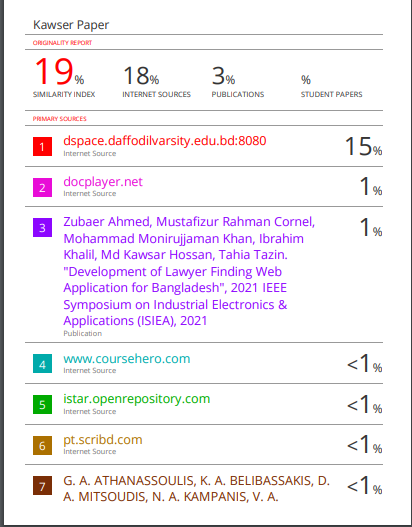 Kawser Paper
ORIGINALITY REPORT
19% 18% 3% %
SIMILARITY INDEX INTERNET SOURCES PUBLICATIONS STUDENT PAPERS
PRIMARY SOURCES
1 dspace.daffodilvarsity.edu.bd:8080 15%
Internet Source
2 docplayer.net 1%
Internet Source
3 Zubaer Ahmed, Mustafizur Rahman Cornel, 1%
Mohammad Monirujjaman Khan, Ibrahim
Khalil, Md Kawsar Hossan, Tahia Tazin.
"Development of Lawyer Finding Web
Application for Bangladesh", 2021 IEEE
Symposium on Industrial Electronics &
Applications (ISIEA), 2021
Publication
4 www.coursehero.com <1%
Internet Source
5 istar.openrepository.com <1%
Internet Source
6 pt.scribd.com <1%
Internet Source
7 G. A. ATHANASSOULIS, K. A. BELIBASSAKIS, D. <1%
A. MITSOUDIS, N. A. KAMPANIS, V. A.